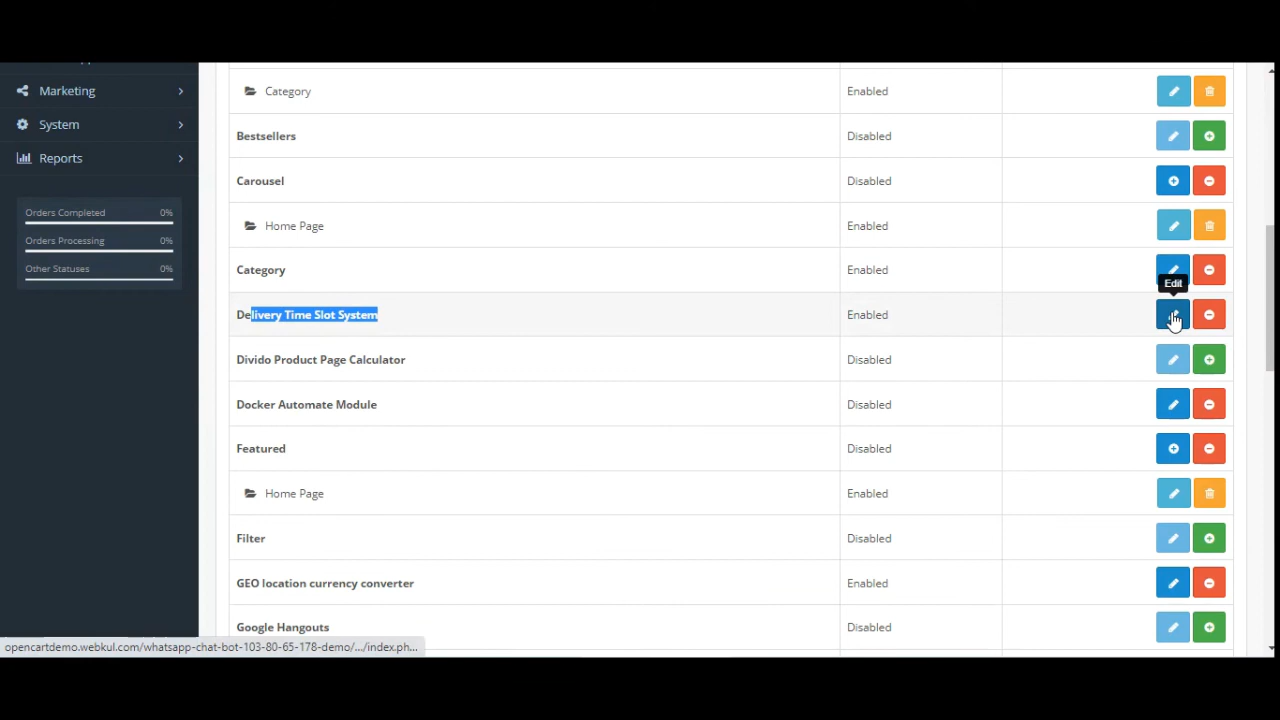 Marketing
System
Reports
Orders Completed 0%
Orders Processing 0%
Other Statuses 0%
Category Enabled
Bestsellers Disabled
Carousel Disabled
Home Page Enabled
Category Enabled
Edit
Delivery Time Slot System Enabled
Divido Product Page Calculator Disabled
Docker Automate Module Disabled
Featured Disabled
Home Page Enabled
Filter Disabled
GEO location currency converter Enabled
Google Hangouts Disabled
opencartdemo.webkul.com/whatsapp-chat-bot-103-80-65-178-demo/.../index.ph...